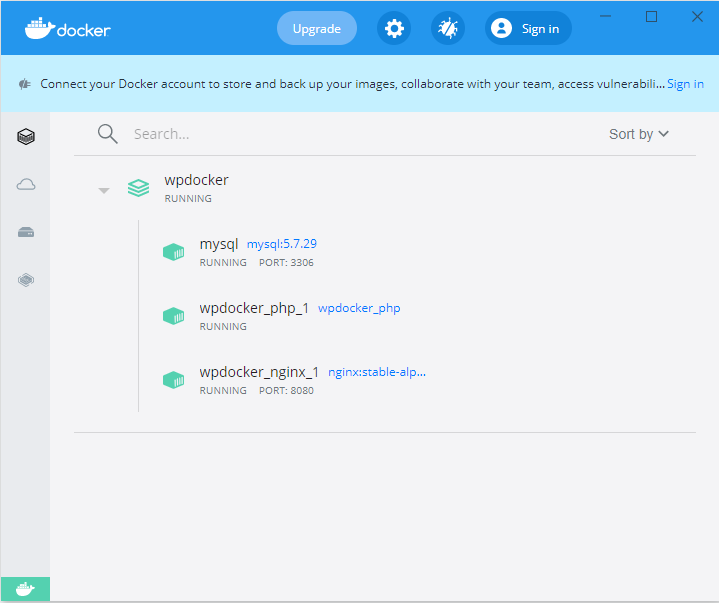 docker
Upgrade
Sign in
Connect your Docker account to store and back up your images, collaborate with your team, access vulnerabili... Sign in
Search...
Sort by
wpdocker
RUNNING
mysql mysql:5.7.29
RUNNING PORT: 3306
wpdocker_php_1 wpdocker_php
RUNNING
wpdocker_nginx_1 nginx:stable-alp...
RUNNING PORT: 8080